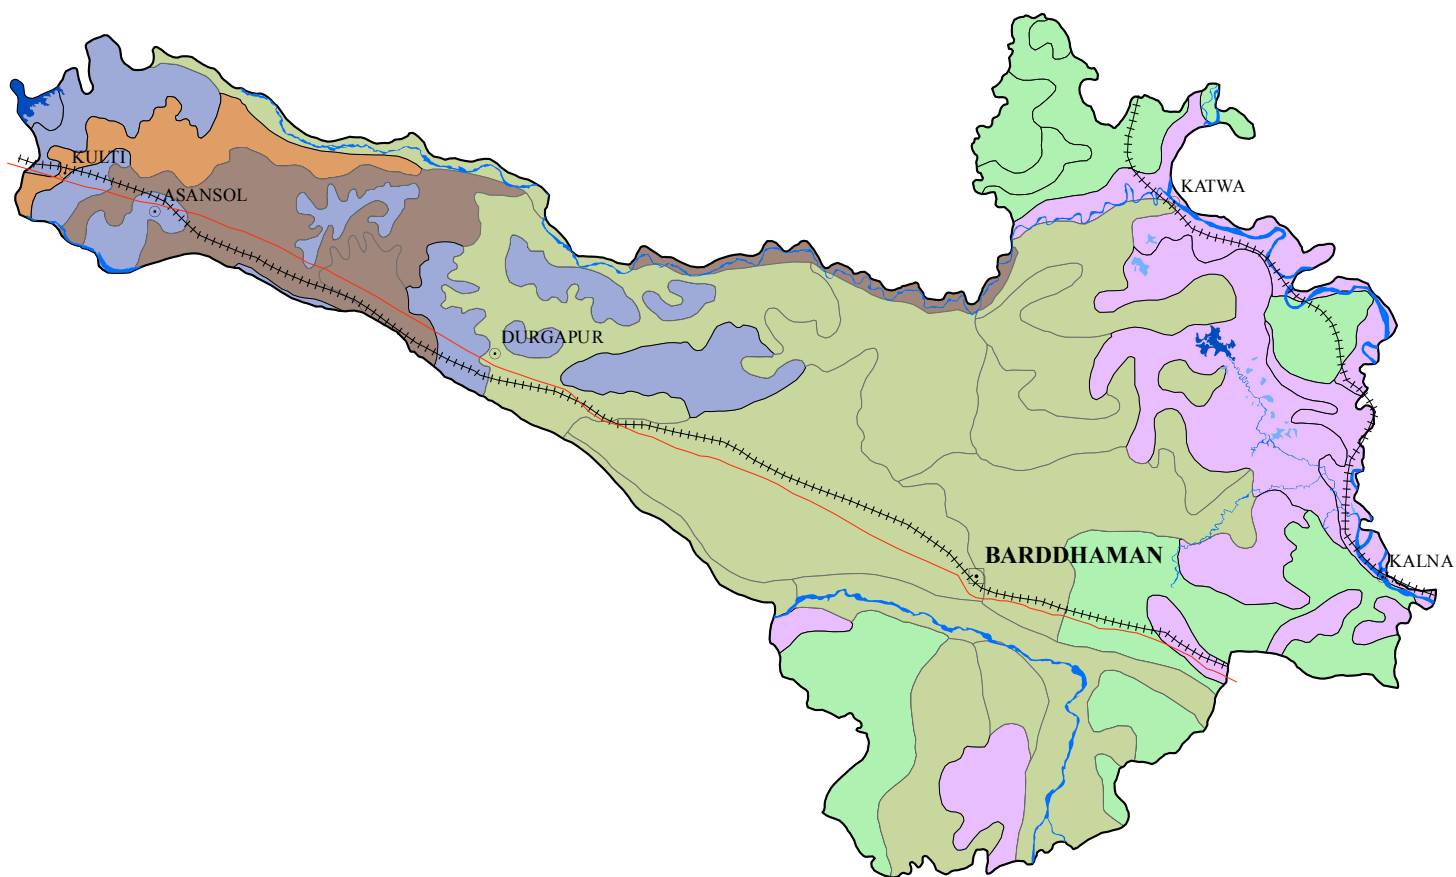 KULTI
KATWA
ASANSOL
DURGAPUR
BARDDHAMAN
KALNA